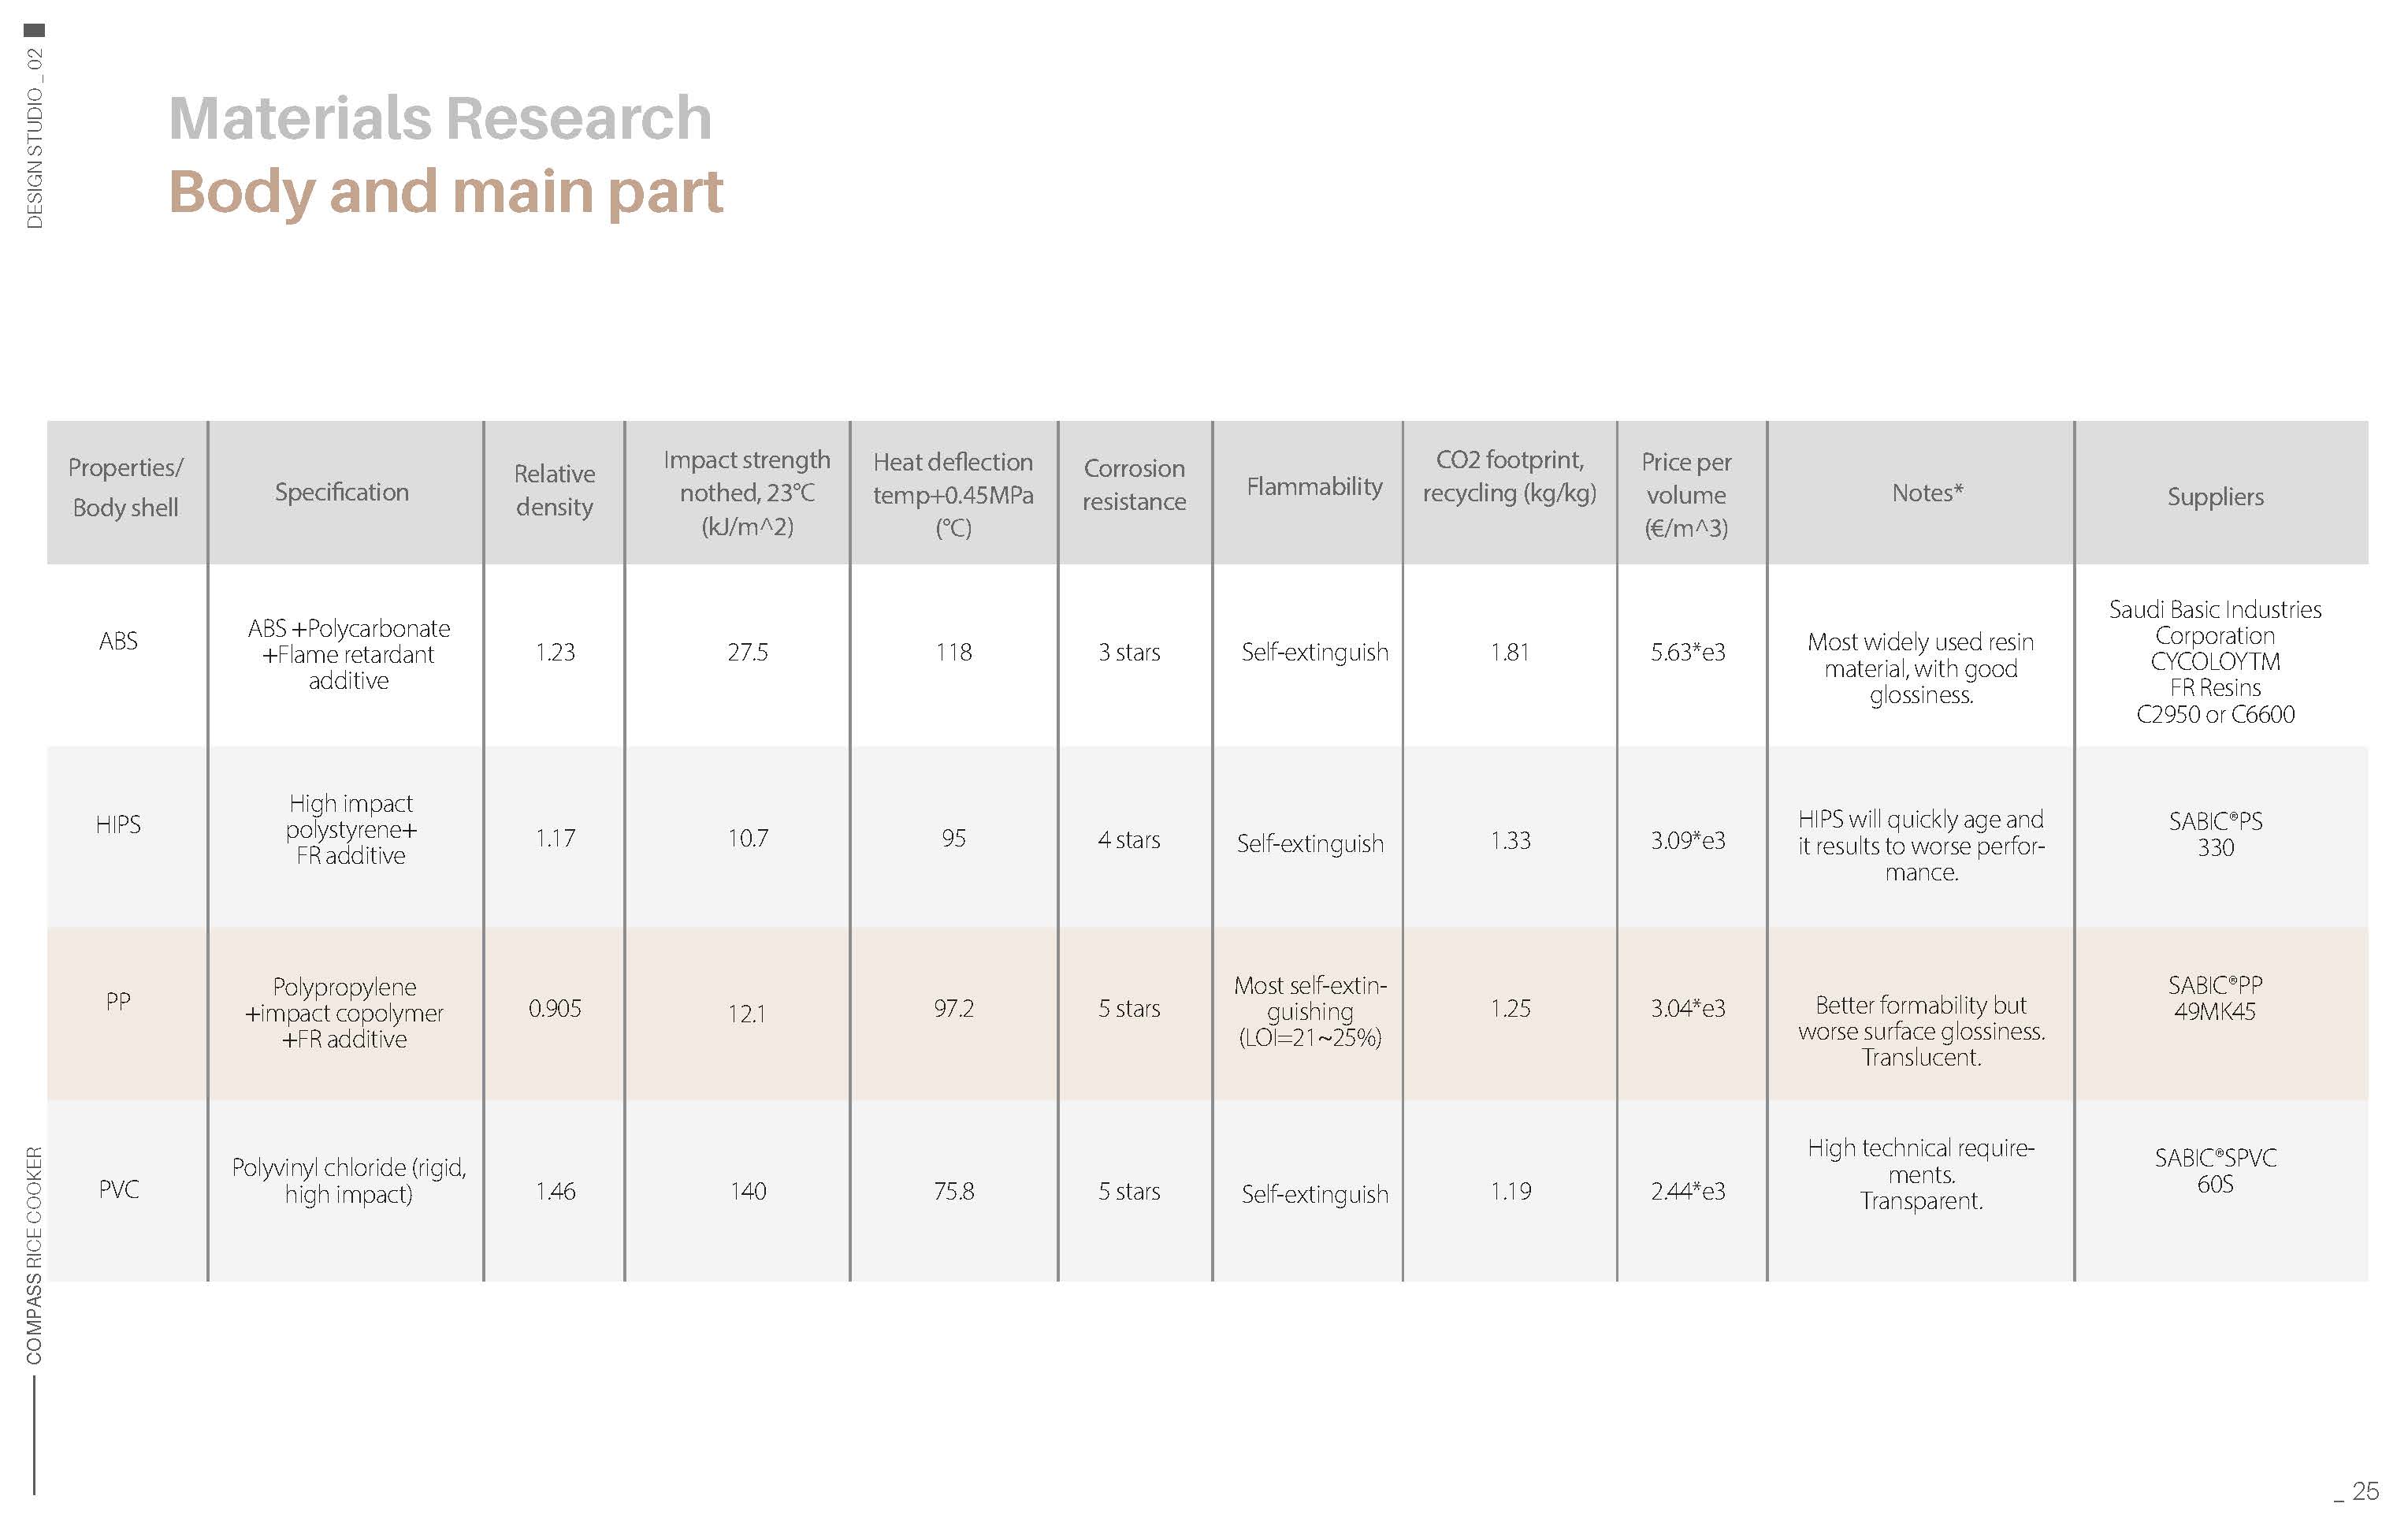 DESIGN STUDIO _ 02
Materials Research
Body and main part
Properties/
Body shell
Specification
Relative
density
Impact strength
nothed, 23°C
(kJ/m^2)
Heat deflection
temp+0.45MPa
(°C)
Corrosion
resistance
Flammability
CO2 footprint,
recycling (kg/kg)
Price per
volume
(€/m^3)
Notes*
Suppliers
ABS
ABS +Polycarbonate
+Flame retardant
additive
1.23
27.5
118
3 stars
Self-extinguish
1.81
5.63*e3
Most widely used resin
material, with good
glossiness.
Saudi Basic Industries
Corporation
CYCOLOYTM
FR Resins
C2950 or C6600
HIPS
High impact
polystyrene+
FR additive
1.17
10.7
95
4 stars
Self-extinguish
1.33
3.09*e3
HIPS will quickly age and
it results to worse perfor-
mance.
SABIC®PS
330
PP
Polypropylene
+impact copolymer
+FR additive
0.905
12.1
97.2
5 stars
Most self-extin-
guishing
(LOI=21~25%)
1.25
3.04*e3
Better formability but
worse surface glossiness.
Translucent.
SABIC®PP
49MK45
PVC
Polyvinyl chloride (rigid,
high impact)
1.46
140
75.8
5 stars
Self-extinguish
1.19
2.44*e3
High technical require-
ments.
Transparent.
SABIC®SPVC
60S
COMPASS RICE COOKER
_ 25